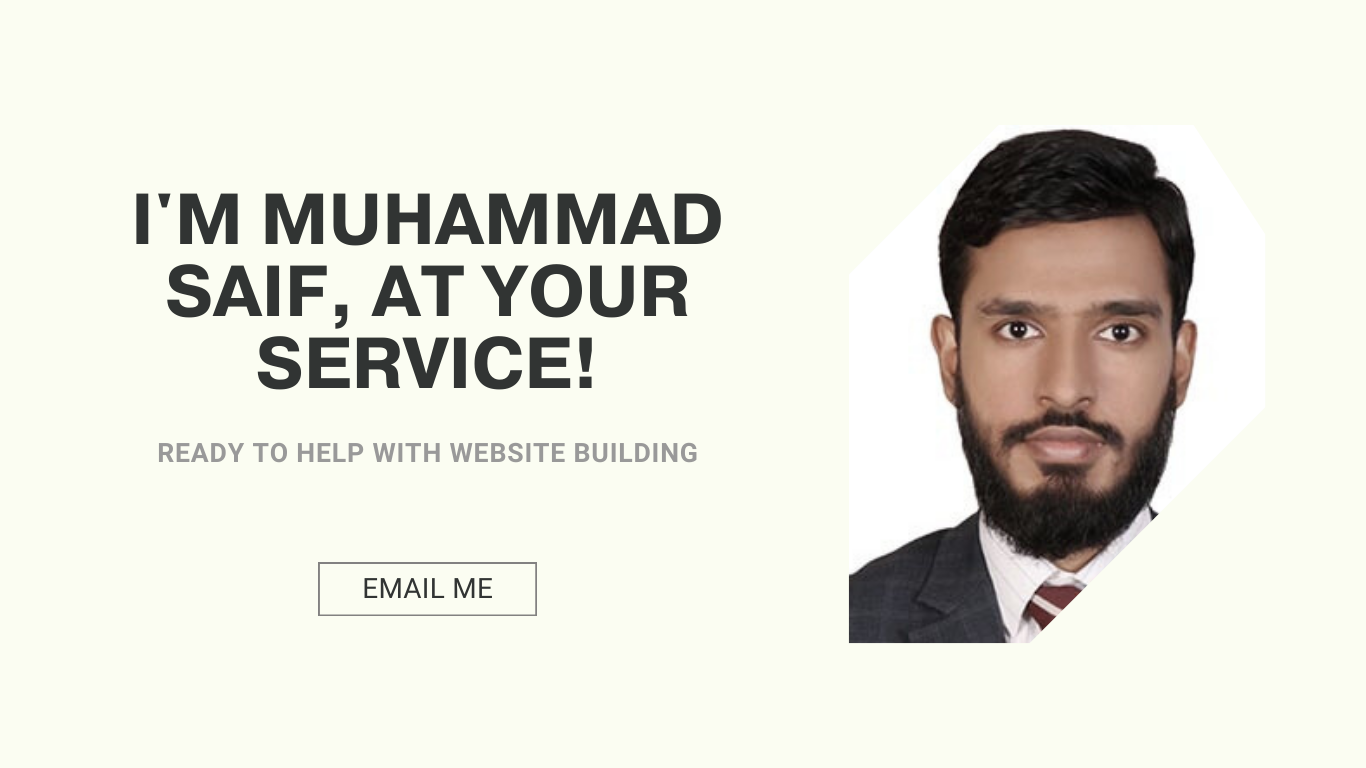 I'M MUHAMMAD
SAIF, AT YOUR
SERVICE!
READY TO HELP WITH WEBSITE BUILDING
EMAIL ME